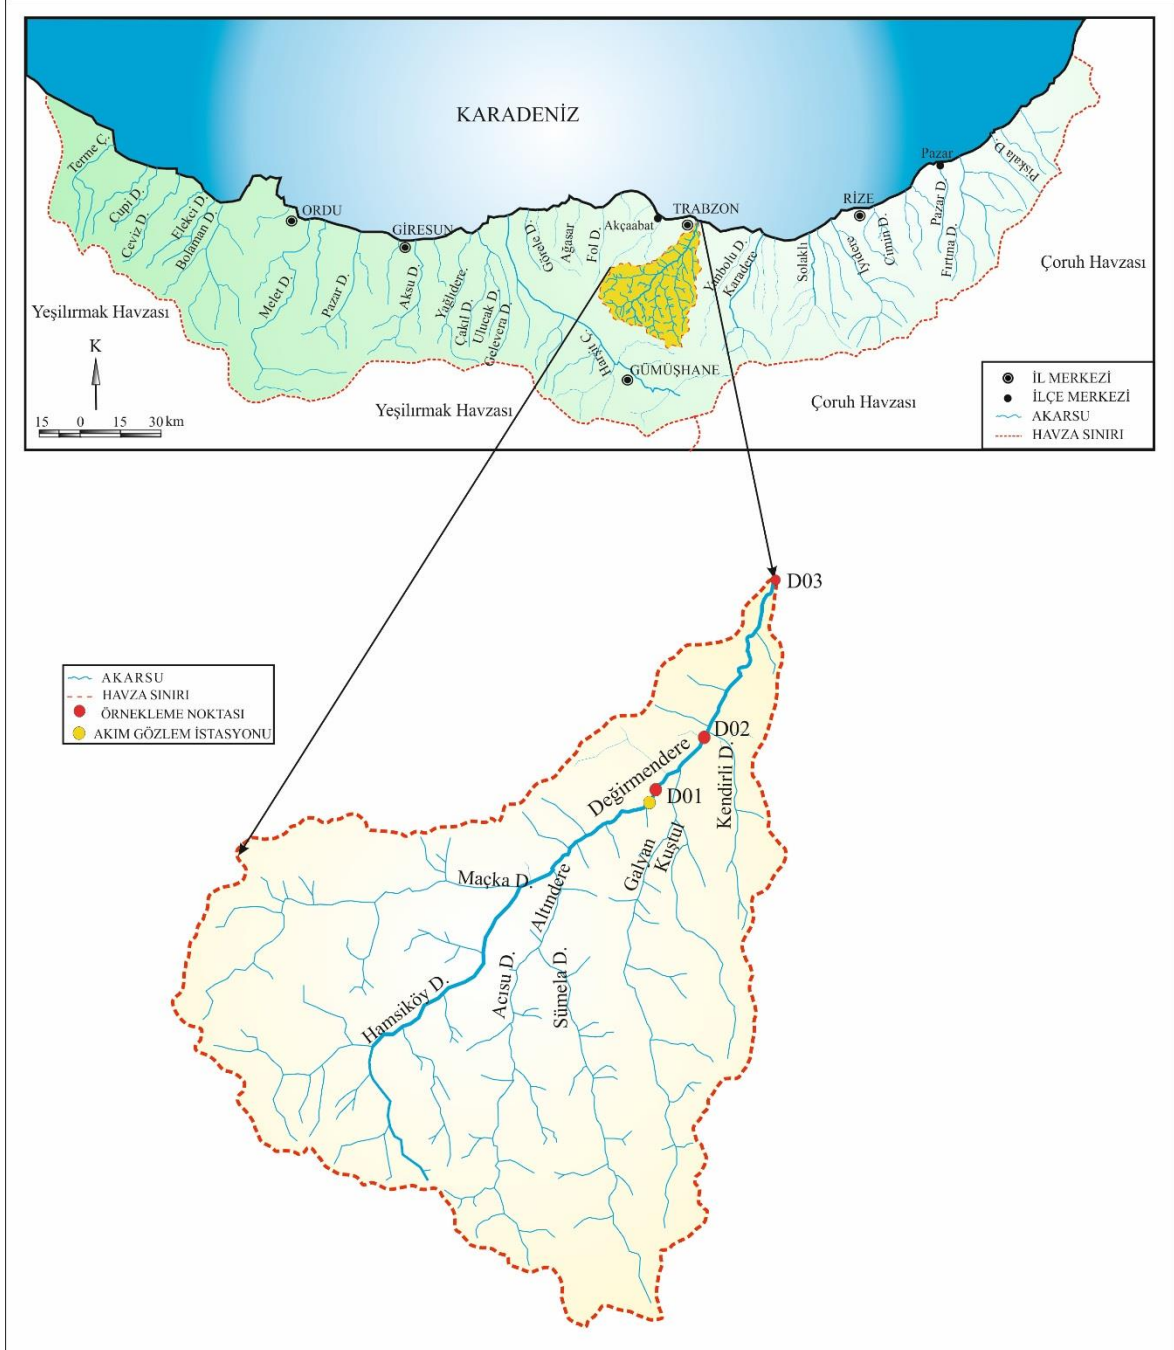 KARADENİZ
Terme Ç.
Cupi D.
Ceviz D.
Elekci D.
Bolaman D.
ORDU
Melet D.
Pazar D.
GİRESUN
Aksu D.
Yağlıdere.
Çakıl D.
Ulucak D.
Gelevera D.
Görele D.
Ağasar
Fol D.
Akçaabat
TRABZON
Harşit Ç.
GÜMÜŞHANE
Yanbolu D.
Karadere
Solaklı
RİZE
İyidere
Çimin D.
Pazar
Pazar D.
Fırtına D.
Piskala D.
Yeşilırmak Havzası
Yeşilırmak Havzası
Çoruh Havzası
Çoruh Havzası
K
15 0 15 30 km
İL MERKEZİ
İLÇE MERKEZİ
AKARSU
HAVZA SINIRI
AKARSU
HAVZA SINIRI
ÖRNEKLEME NOKTASI
AKIM GÖZLEM İSTASYONU
D03
D02
D01
Değirmendere
Kendirli D.
Galyan
Kuştul
Maçka D.
Altındere
Acısu D.
Sümela D.
Hamsiköy D.